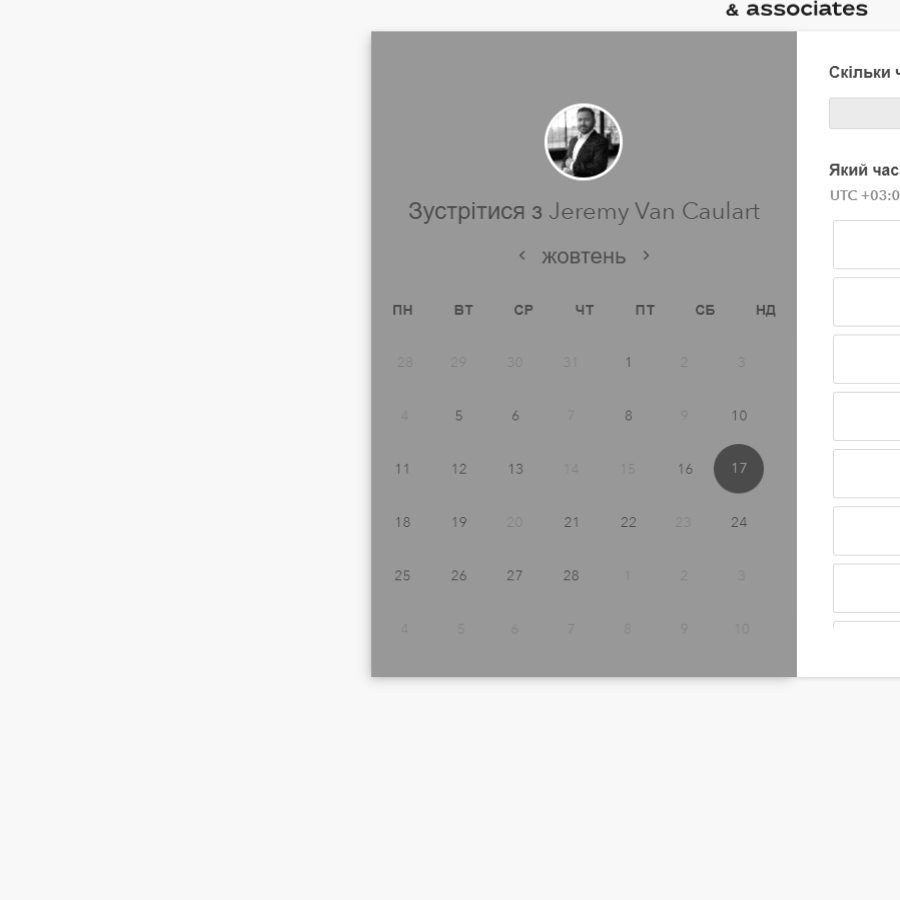 & associates
Зустрітися з Jeremy Van Caulart
жовтень
ПН ВТ СР ЧТ ПТ СБ НД
28 29 30 31 1 2 3
4 5 6 7 8 9 10
11 12 13 14 15 16 17
18 19 20 21 22 23 24
25 26 27 28 1 2 3
4 5 6 7 8 9 10
Скільки
Який час
UTC +03:0